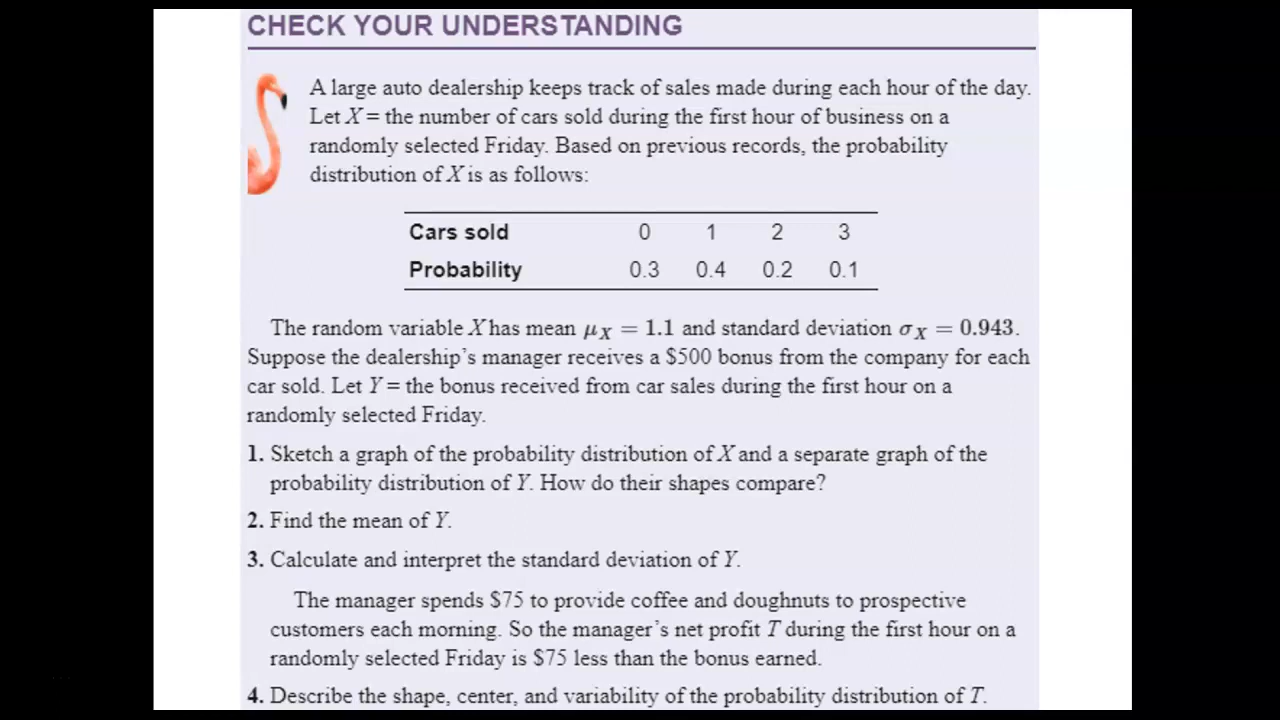 CHECK YOUR UNDERSTANDING
A large auto dealership keeps track of sales made during each hour of the day.
Let X = the number of cars sold during the first hour of business on a
randomly selected Friday. Based on previous records, the probability
distribution of X is as follows:
Cars sold 0 1 2 3
Probability 0.3 0.4 0.2 0.1
The random variable X has mean μX = 1.1 and standard deviation σX = 0.943.
Suppose the dealership's manager receives a $500 bonus from the company for each
car sold. Let Y = the bonus received from car sales during the first hour on a
randomly selected Friday.
1. Sketch a graph of the probability distribution of X and a separate graph of the
probability distribution of Y. How do their shapes compare?
2. Find the mean of Y.
3. Calculate and interpret the standard deviation of Y.
The manager spends $75 to provide coffee and doughnuts to prospective
customers each morning. So the manager's net profit T during the first hour on a
randomly selected Friday is $75 less than the bonus earned.
4. Describe the shape, center, and variability of the probability distribution of T.